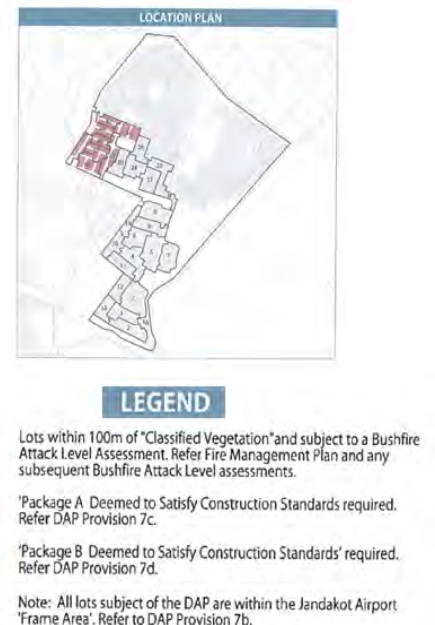 LOCATION PLAN
LEGEND
Lots within 100m of "Classified Vegetation"and subject to a Bushfire
Attack Level Assessment. Refer Fire Management Plan and any
subsequent Bushfire Attack Level assessments.
'Package A Deemed to Satisfy Construction Standards required.
Refer DAP Provision 7c.
'Package B Deemed to Satisfy Construction Standards' required.
Refer DAP Provision 7d.
Note: All lots subject of the DAP are within the Jandakot Airport
'Frame Area'. Refer to DAP Provision 7b.